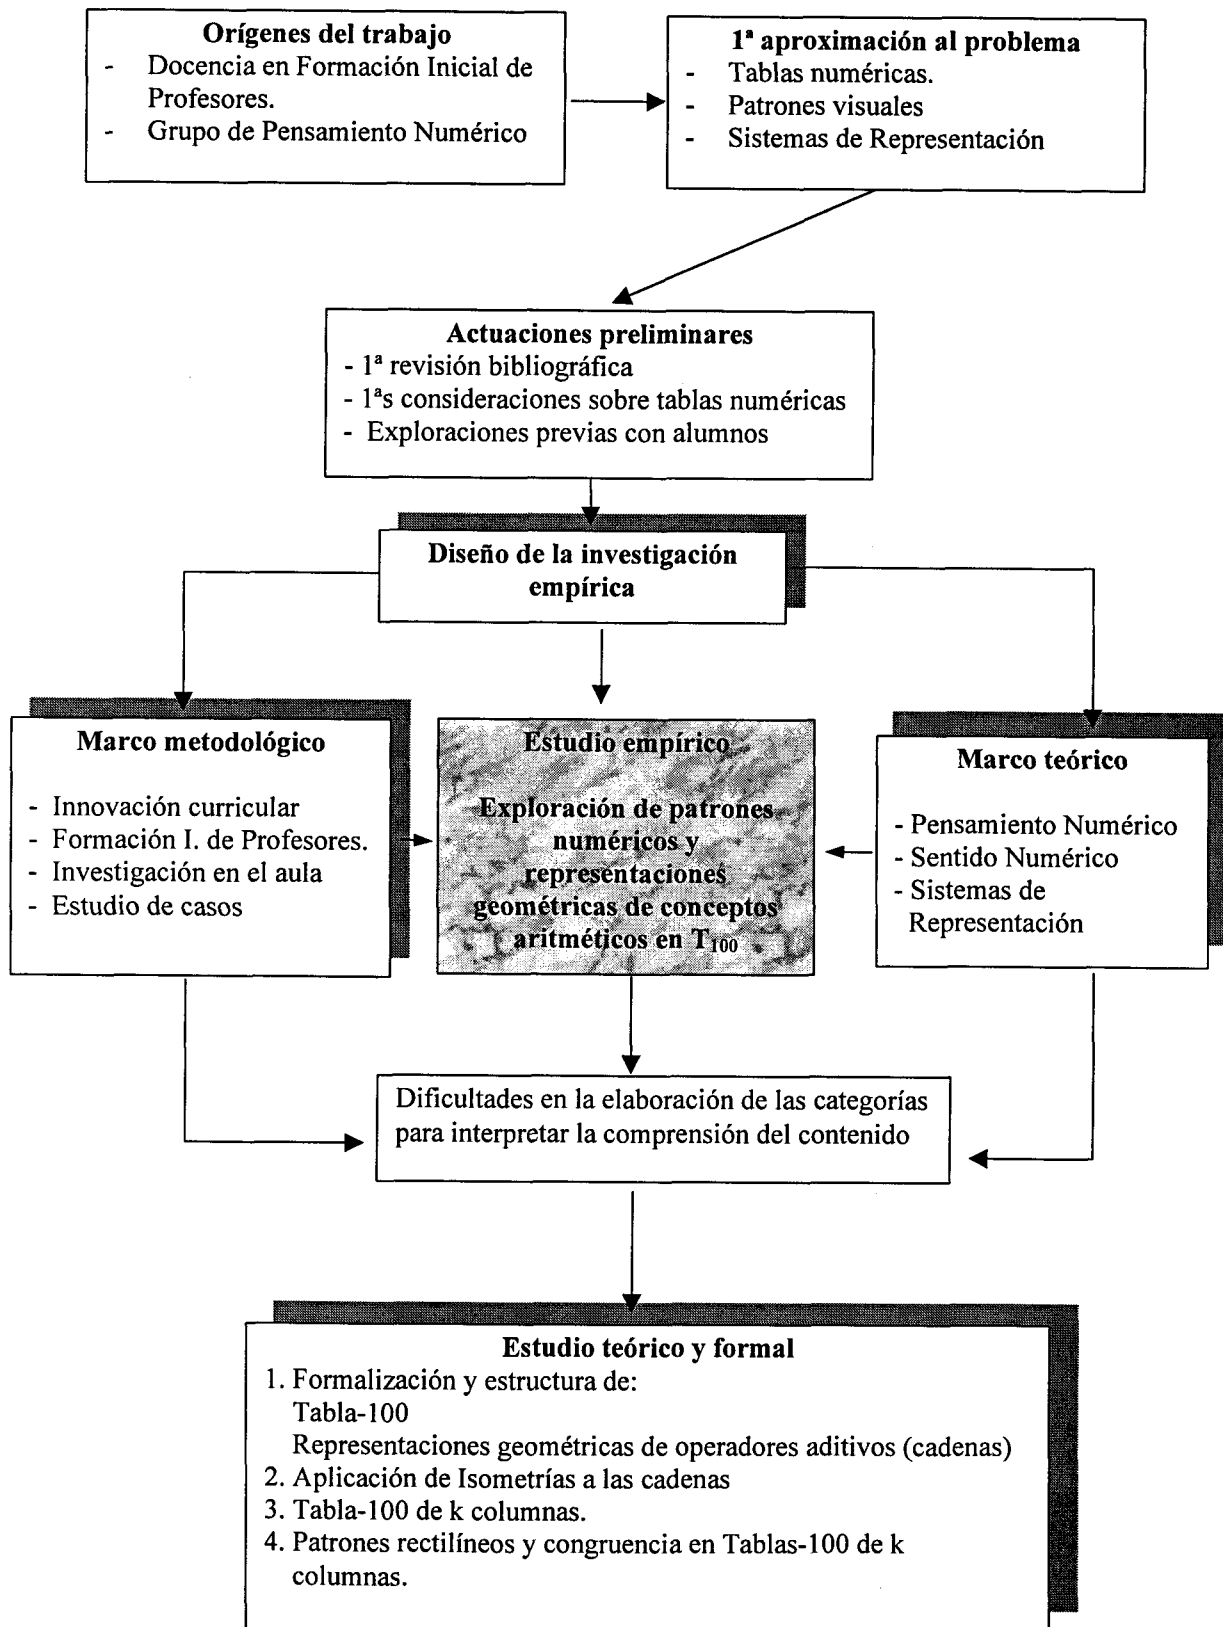 Orígenes del trabajo
- Docencia en Formación Inicial de
Profesores.
- Grupo de Pensamiento Numérico
1ª aproximación al problema
- Tablas numéricas.
- Patrones visuales
- Sistemas de Representación
Actuaciones preliminares
- 1ª revisión bibliográfica
- 1ªs consideraciones sobre tablas numéricas
- Exploraciones previas con alumnos
Diseño de la investigación
empírica
Marco metodológico
- Innovación curricular
- Formación I. de Profesores.
- Investigación en el aula
- Estudio de casos
Estudio empírico
Exploración de patrones
numéricos y
representaciones
geométricas de conceptos
aritméticos en T₁₀₀
Marco teórico
- Pensamiento Numérico
- Sentido Numérico
- Sistemas de
Representación
Dificultades en la elaboración de las categorías
para interpretar la comprensión del contenido
Estudio teórico y formal
1. Formalización y estructura de:
Tabla-100
Representaciones geométricas de operadores aditivos (cadenas)
2. Aplicación de Isometrías a las cadenas
3. Tabla-100 de k columnas.
4. Patrones rectilíneos y congruencia en Tablas-100 de k
columnas.